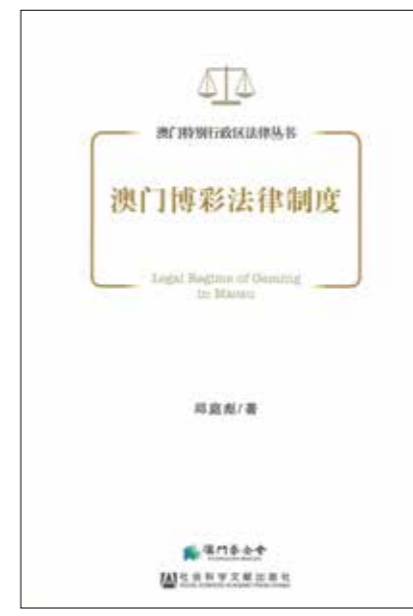 澳门特别行政区法律丛书
澳门博彩法律制度
Legal Regime of Gaming
in Macau
邱庭彪/著
澳門基金會
社会科学文献出版社